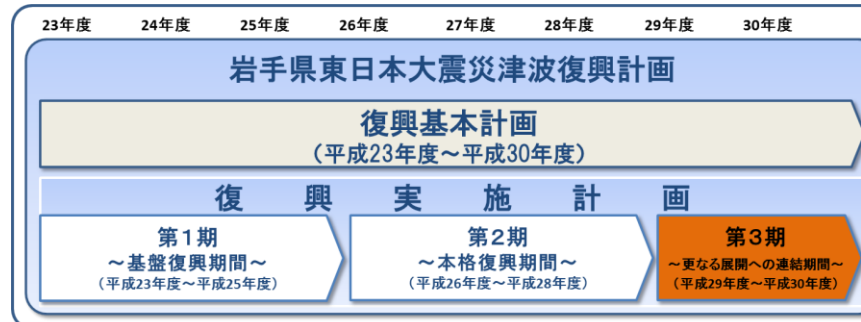 23年度 24年度 25年度 26年度 27年度 28年度 29年度 30年度
岩手県東日本大震災津波復興計画
復興基本計画
（平成23年度～平成30年度）
復興実施計画
第１期
～基盤復興期間～
（平成23年度～平成25年度）
第２期
～本格復興期間～
（平成26年度～平成28年度）
第３期
～更なる展開への連結期間～
（平成29年度～平成30年度）